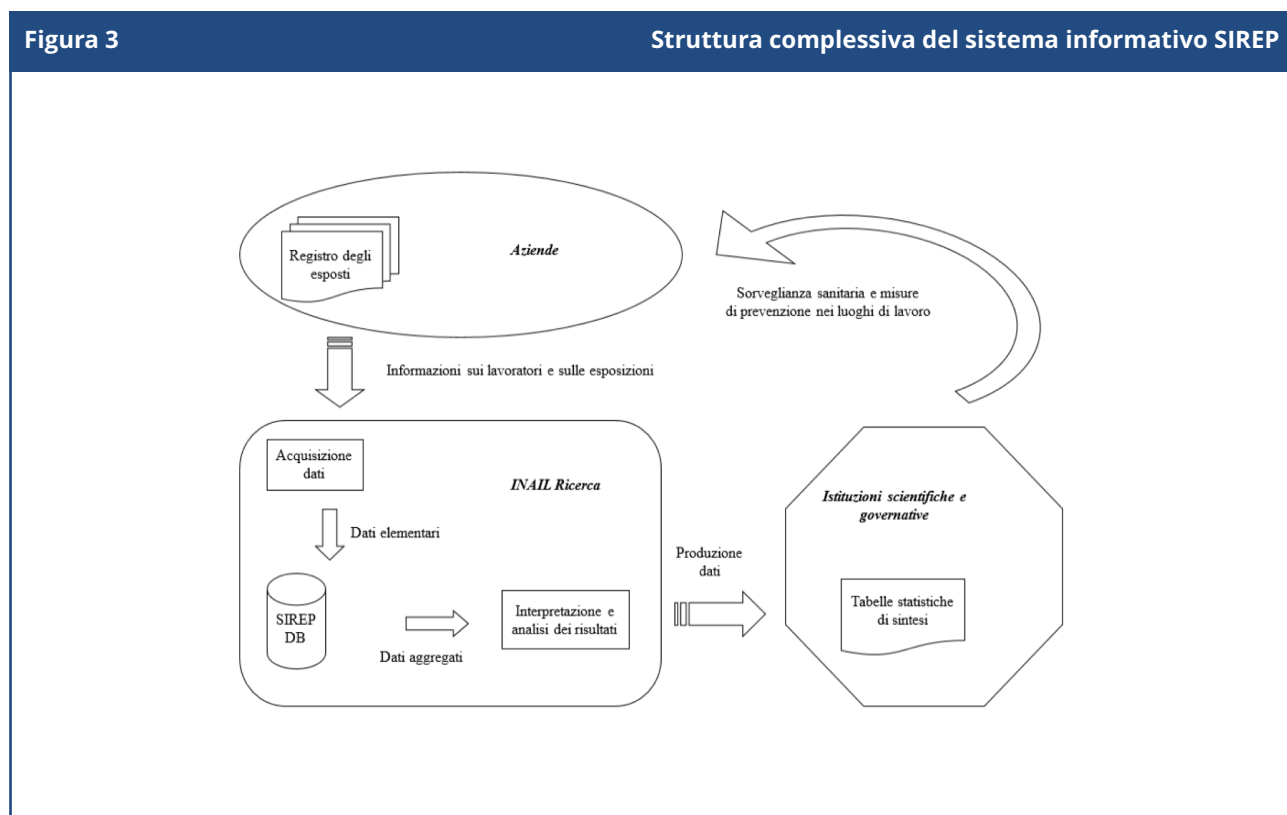 Figura 3
Struttura complessiva del sistema informativo SIREP
Registro degli
esposti
Aziende
Sorveglianza sanitaria e misure
di prevenzione nei luoghi di lavoro
Informazioni sui lavoratori e sulle esposizioni
Acquisizione
dati
INAIL Ricerca
Dati elementari
SIREP
DB
Dati aggregati
Interpretazione e
analisi dei risultati
Produzione
dati
Istituzioni scientifiche e
governative
Tabelle statistiche
di sintesi